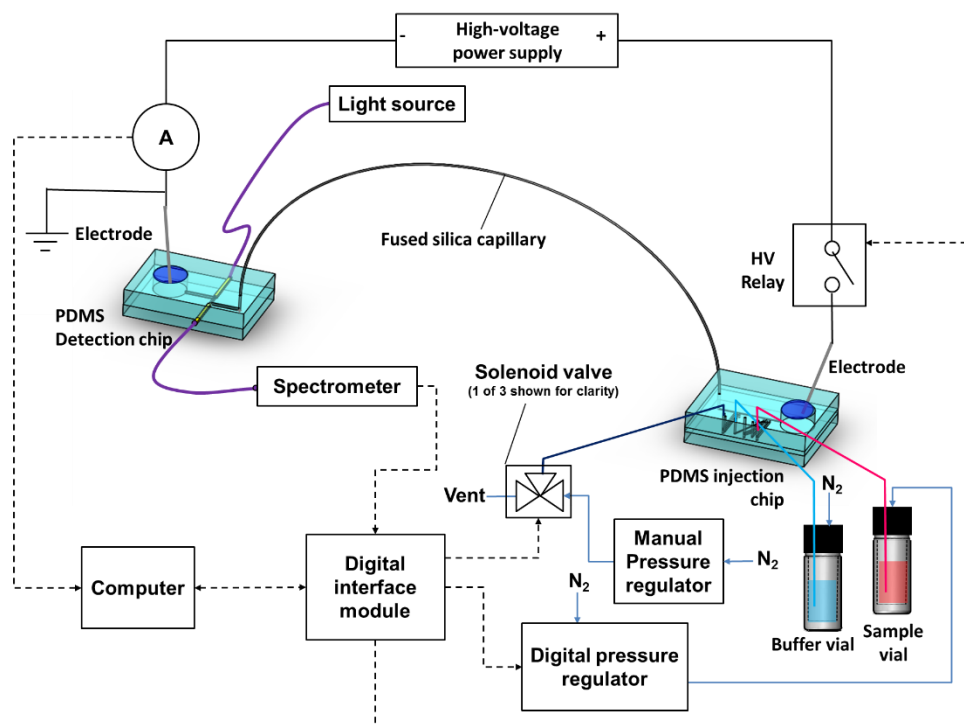 -
High-voltage
power supply
+
Light source
A
Electrode
Fused silica capillary
HV
Relay
PDMS
Detection chip
Electrode
Spectrometer
Solenoid valve
(1 of 3 shown for clarity)
PDMS injection
chip
Vent
N2
Manual
Pressure
regulator
N2
Computer
Digital
interface
module
N2
Digital pressure
regulator
Buffer vial
Sample
vial